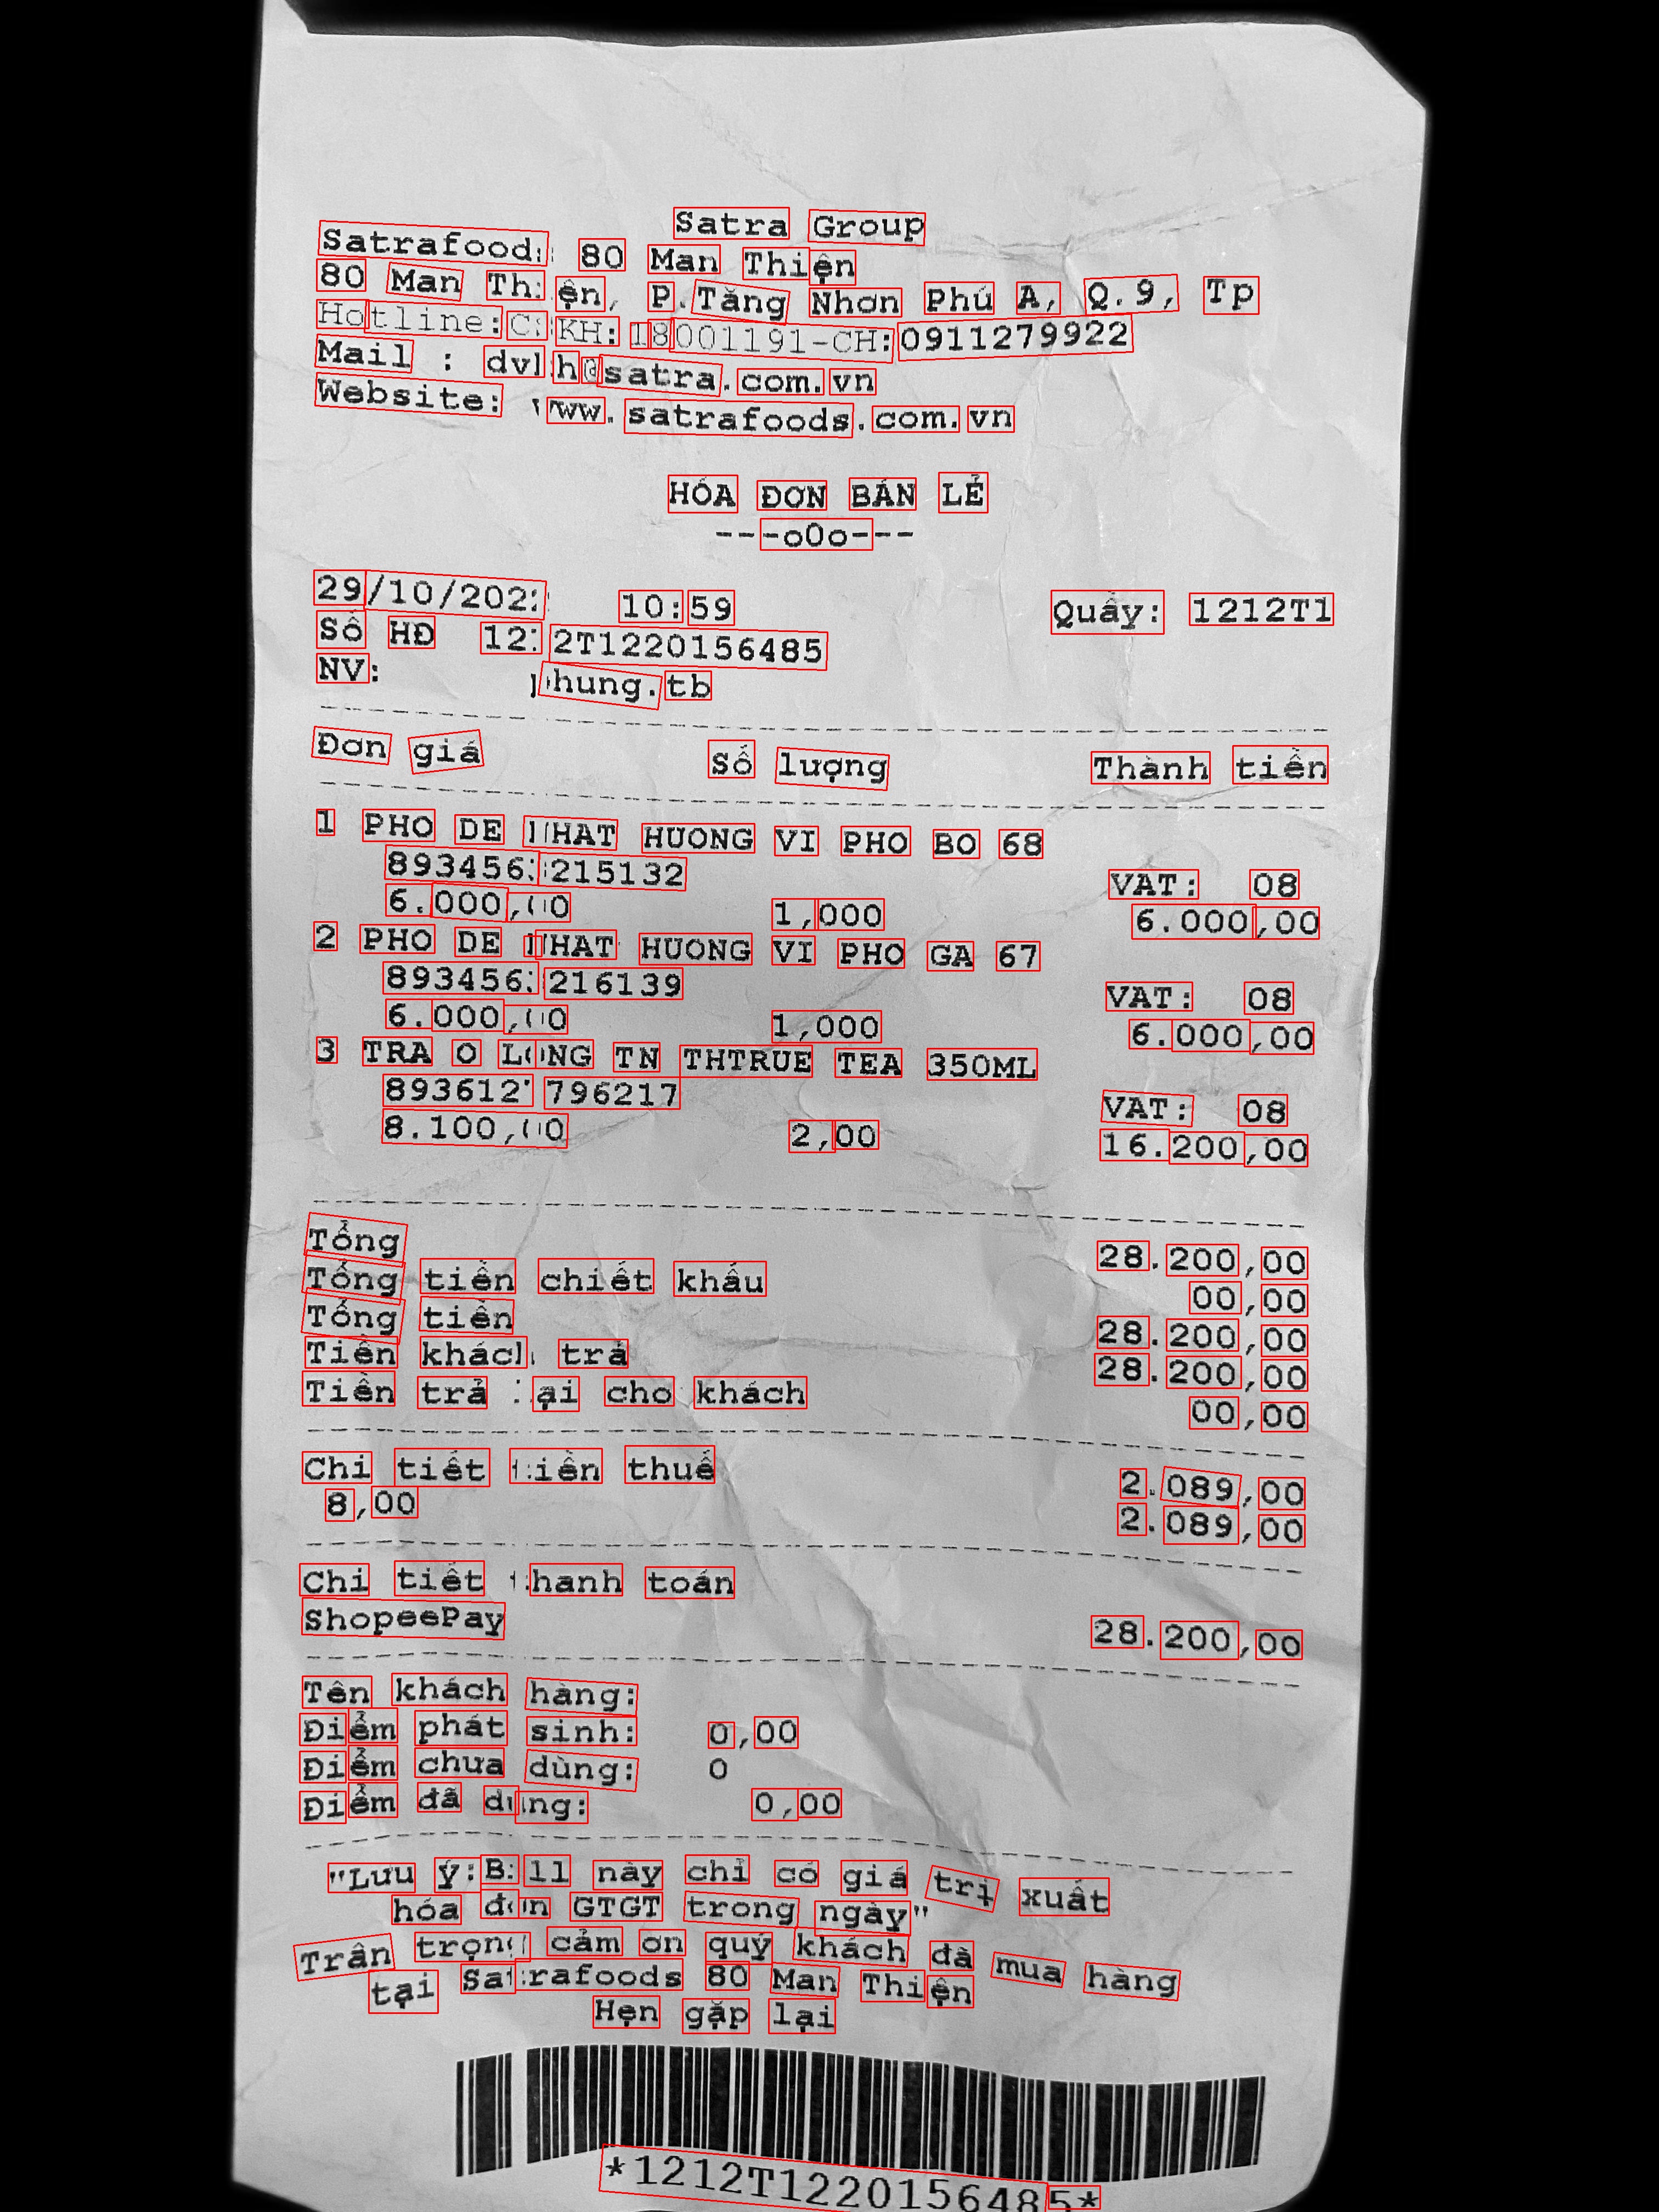 Satra Group
Satrafood: 80 Man Thiện
80 Man Thiện, P.Tăng Nhơn Phú A, Q.9, Tp
Hotline:CSKH: 18001191-CH:0911279922
Mail : dvkh@satra.com.vn
Website: www.satrafoods.com.vn
HÓA ĐƠN BÁN LẺ
---oOo---
29/10/202 10:59 Quầy: 1212T1
Số HĐ 1212T1220156485
NV: phung.tb
Đơn giá Số lượng Thành tiền
1 PHO DE NHAT HUONG VI PHO BO 68
893456 215132 VAT: 08
6.000,00 1,000 6.000,00
2 PHO DE NHAT HUONG VI PHO GA 67
893456 216139 VAT: 08
6.000,00 1,000 6.000,00
3 TRA O LONG TN THTRUE TEA 350ML
893612 796217 VAT: 08
8.100,00 2,00 16.200,00
Tổng 28.200,00
Tổng tiền chiết khấu 00,00
Tổng tiền 28.200,00
Tiền khách trả 28.200,00
Tiền trả lại cho khách 00,00
Chi tiết tiền thuế 2.089,00
8,00 2.089,00
Chi tiết thanh toán
ShopeePay 28.200,00
Tên khách hàng:
Điểm phát sinh: 0,00
Điểm chưa dùng: 0
Điểm đã dùng: 0,00
"Lưu ý:Bill này chỉ có giá trị xuất
hóa đơn GTGT trong ngày"
Trân trọng cảm ơn quý khách đã mua hàng
tại Satrafoods 80 Man Thiện
Hẹn gặp lại
*1212T1220156485*